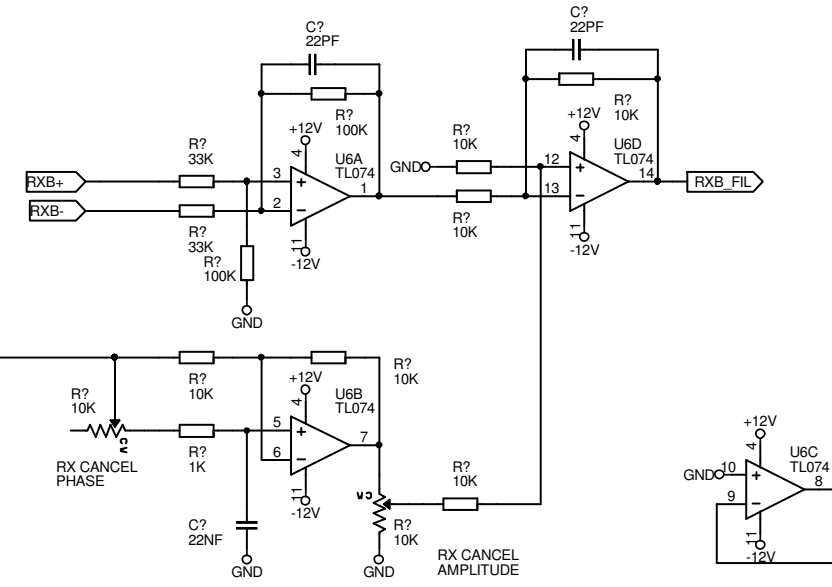 C?
22PF
R?
100K
+12V
4
U6A
TL074
R?
33K
RXB+
3
+
1
RXB-
2
−
R?
33K
11
-12V
R?
100K
GND
C?
22PF
R?
10K
+12V
4
U6D
TL074
R?
10K
GND
12
+
14
RXB_FIL
13
−
R?
10K
11
-12V
R?
10K
R?
10K
CW
RX CANCEL
PHASE
R?
1K
C?
22NF
GND
+12V
4
U6B
TL074
R?
10K
5
+
7
6
−
11
-12V
CW
R?
10K
GND
R?
10K
RX CANCEL
AMPLITUDE
+12V
4
U6C
TL074
GND
10
+
8
9
−
11
-12V